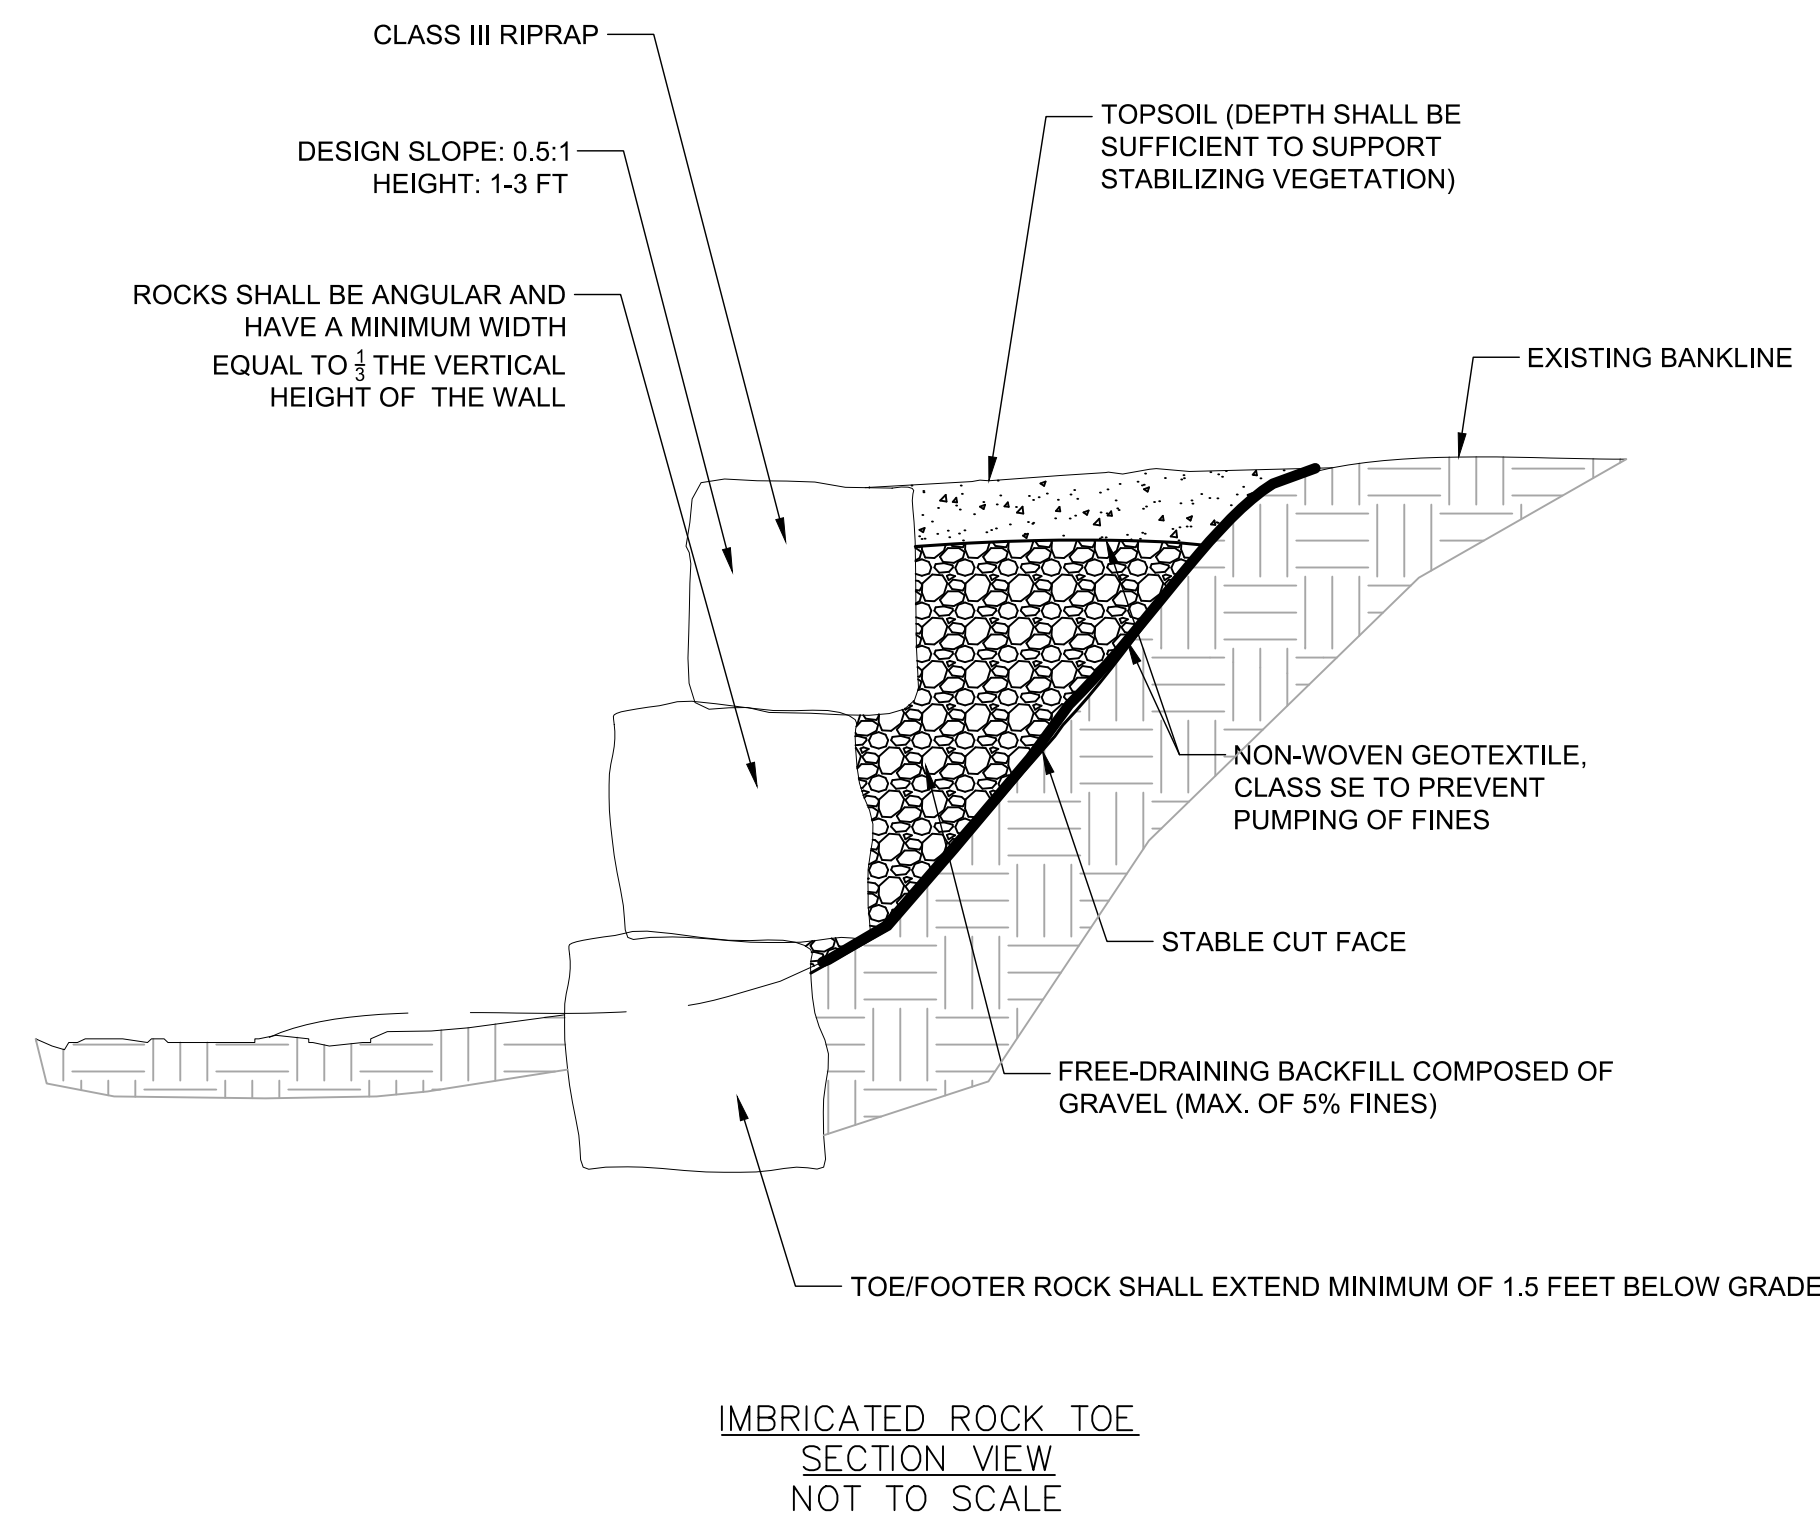 CLASS III RIPRAP
DESIGN SLOPE: 0.5:1
HEIGHT: 1-3 FT
ROCKS SHALL BE ANGULAR AND
HAVE A MINIMUM WIDTH
EQUAL TO 1/3 THE VERTICAL
HEIGHT OF THE WALL
TOPSOIL (DEPTH SHALL BE
SUFFICIENT TO SUPPORT
STABILIZING VEGETATION)
EXISTING BANKLINE
NON-WOVEN GEOTEXTILE,
CLASS SE TO PREVENT
PUMPING OF FINES
STABLE CUT FACE
FREE-DRAINING BACKFILL COMPOSED OF
GRAVEL (MAX. OF 5% FINES)
TOE/FOOTER ROCK SHALL EXTEND MINIMUM OF 1.5 FEET BELOW GRADE
IMBRICATED ROCK TOE
SECTION VIEW
NOT TO SCALE